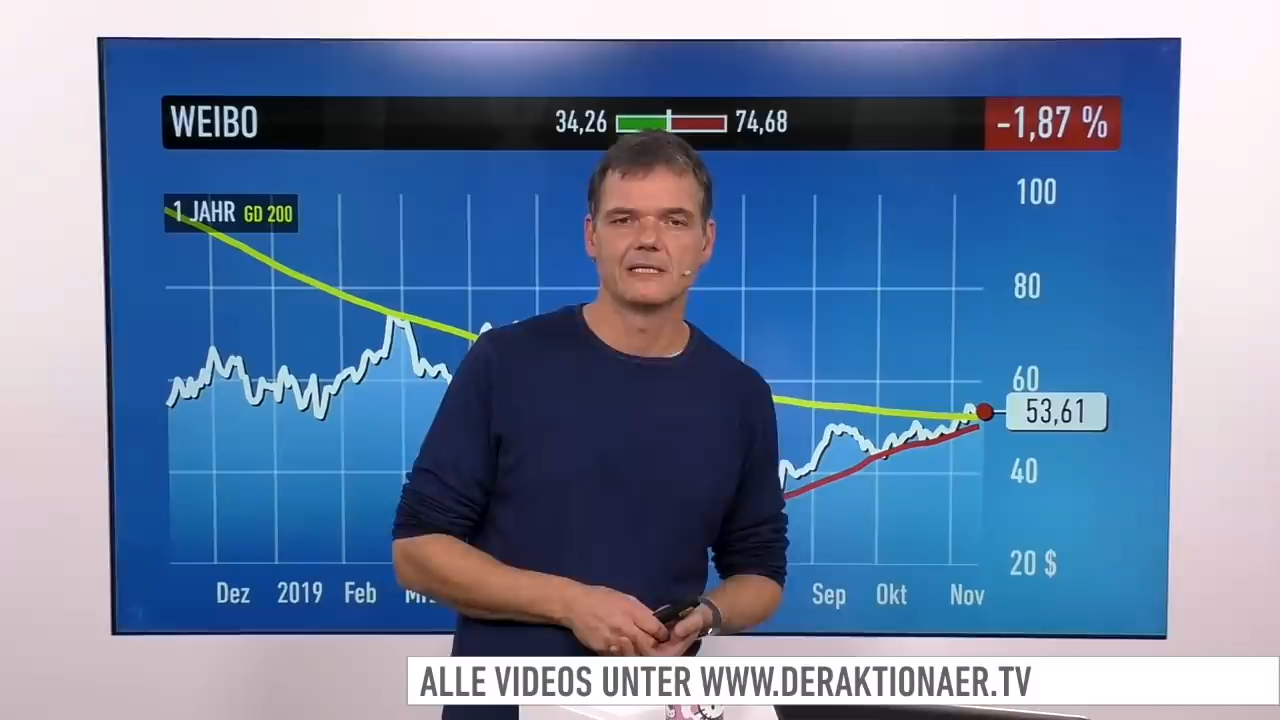 WEIBO 34,26 74,68 -1,87 %
1 JAHR GD 200
100
80
60
53,61
40
20 $
Dez 2019 Feb Sep Okt Nov
ALLE VIDEOS UNTER WWW.DERAKTIONAER.TV